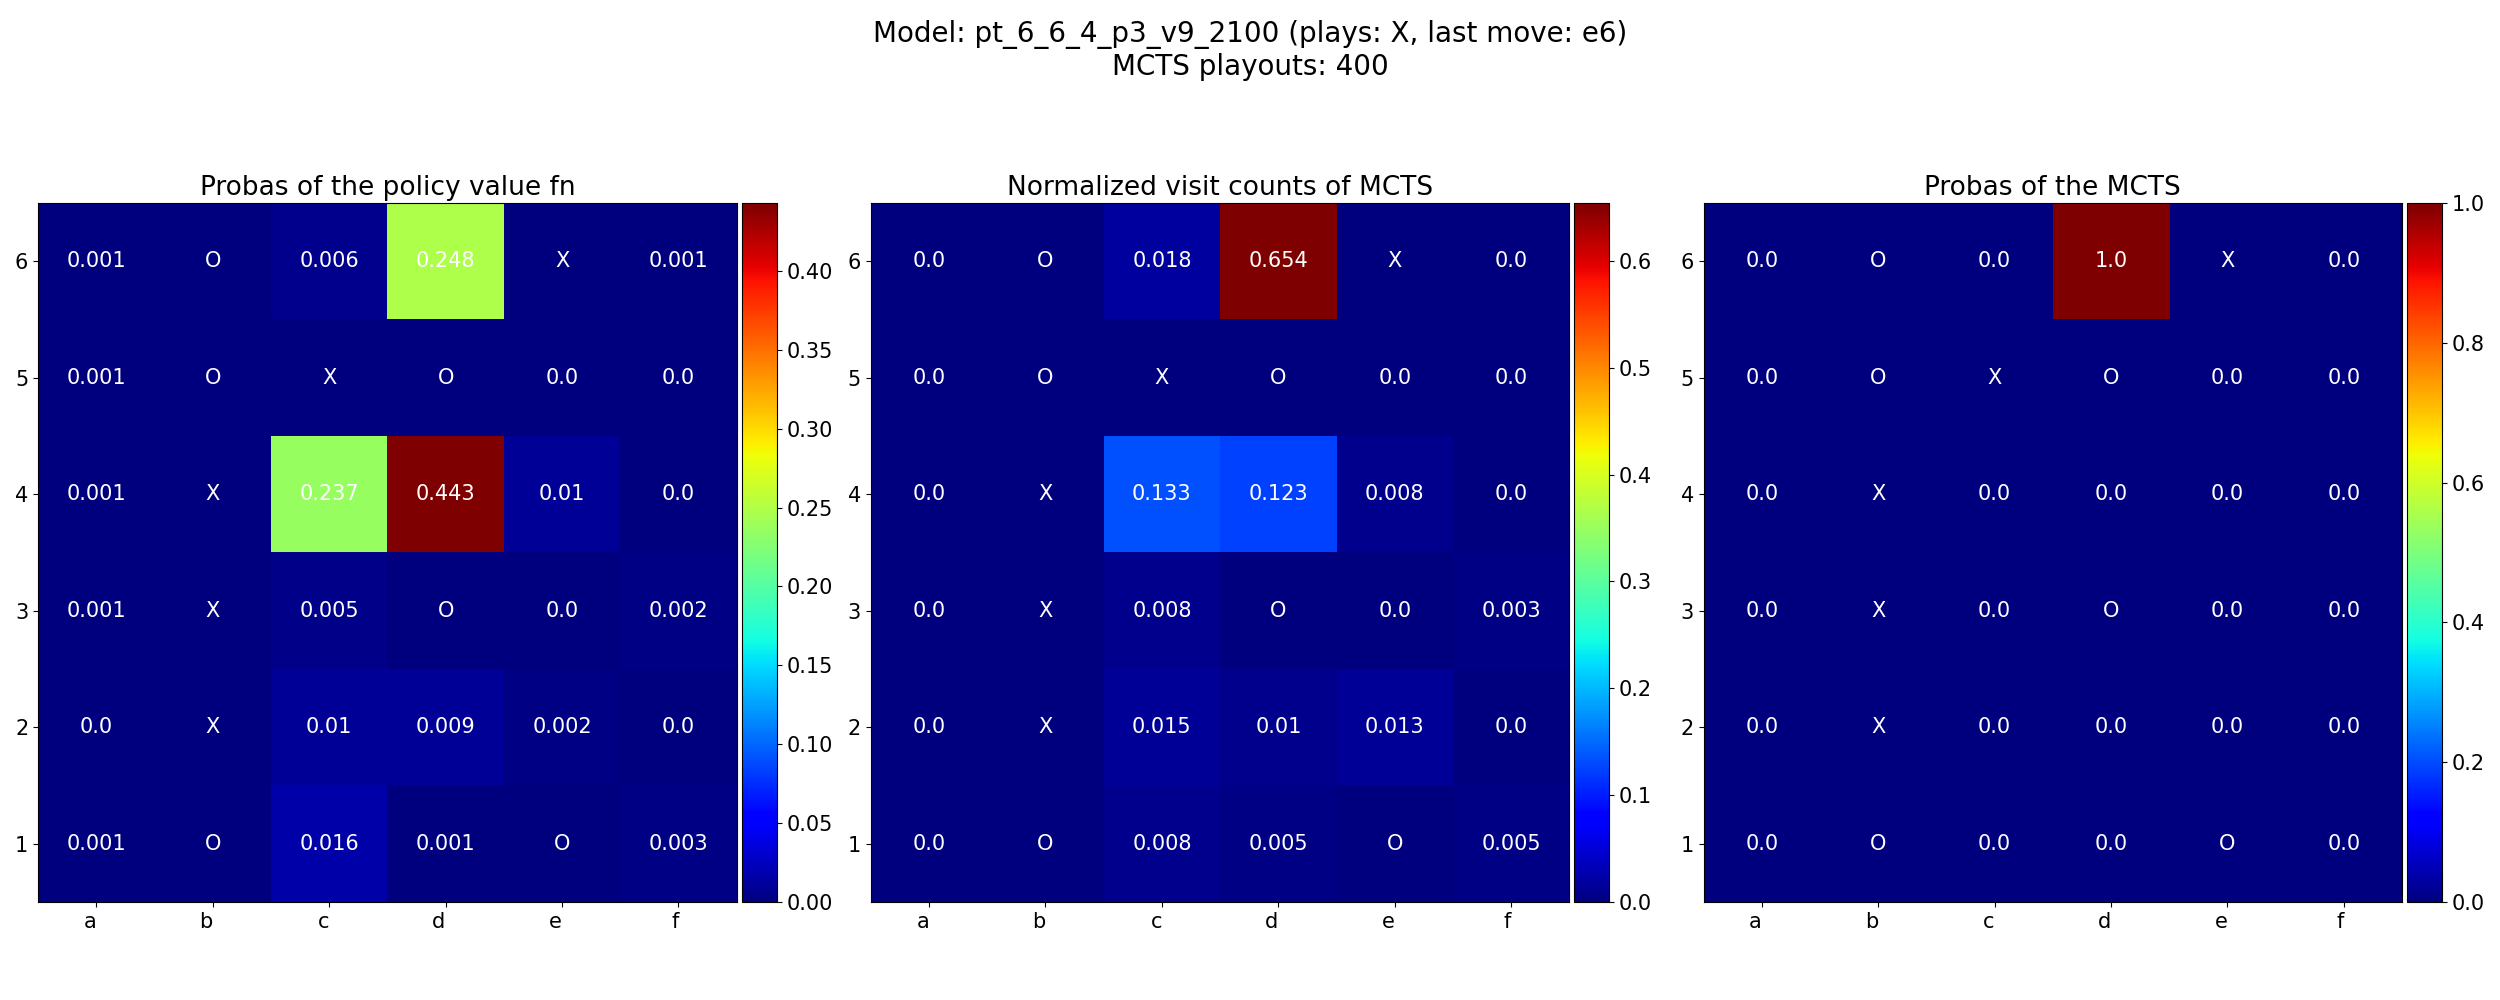 Model: pt_6_6_4_p3_v9_2100 (plays: X, last move: e6)
MCTS playouts: 400
Probas of the policy value fn
6 0.001 O 0.006 0.248 X 0.001
5 0.001 O X O 0.0 0.0
4 0.001 X 0.237 0.443 0.01 0.0
3 0.001 X 0.005 O 0.0 0.002
2 0.0 X 0.01 0.009 0.002 0.0
1 0.001 O 0.016 0.001 O 0.003
a b c d e f
0.40
0.35
0.30
0.25
0.20
0.15
0.10
0.05
0.00
Normalized visit counts of MCTS
6 0.0 O 0.018 0.654 X 0.0
5 0.0 O X O 0.0 0.0
4 0.0 X 0.133 0.123 0.008 0.0
3 0.0 X 0.008 O 0.0 0.003
2 0.0 X 0.015 0.01 0.013 0.0
1 0.0 O 0.008 0.005 O 0.005
a b c d e f
0.6
0.5
0.4
0.3
0.2
0.1
0.0
Probas of the MCTS
6 0.0 O 0.0 1.0 X 0.0
5 0.0 O X O 0.0 0.0
4 0.0 X 0.0 0.0 0.0 0.0
3 0.0 X 0.0 O 0.0 0.0
2 0.0 X 0.0 0.0 0.0 0.0
1 0.0 O 0.0 0.0 O 0.0
a b c d e f
1.0
0.8
0.6
0.4
0.2
0.0